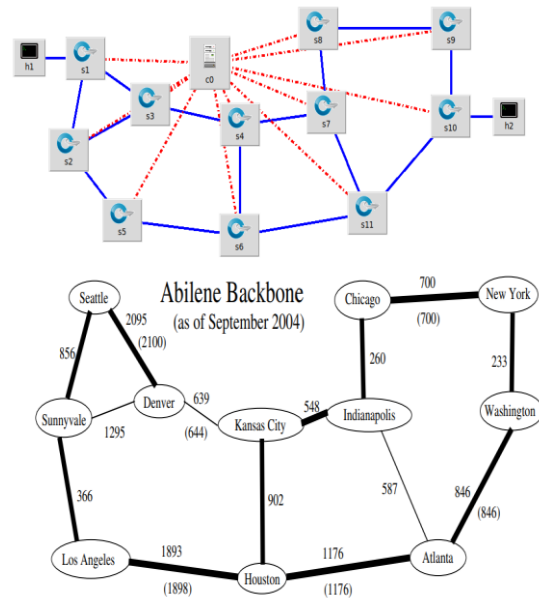 s8
s9
h1
s1
c0
s3
s4
s7
s10
h2
s2
s5
s6
s11
Abilene Backbone
(as of September 2004)
Seattle
2095
(2100)
Chicago
700
(700)
New York
856
260
233
Sunnyvale
1295
Denver
639
(644)
Kansas City
548
Indianapolis
Washington
366
902
587
846
(846)
Los Angeles
1893
(1898)
Houston
1176
(1176)
Atlanta